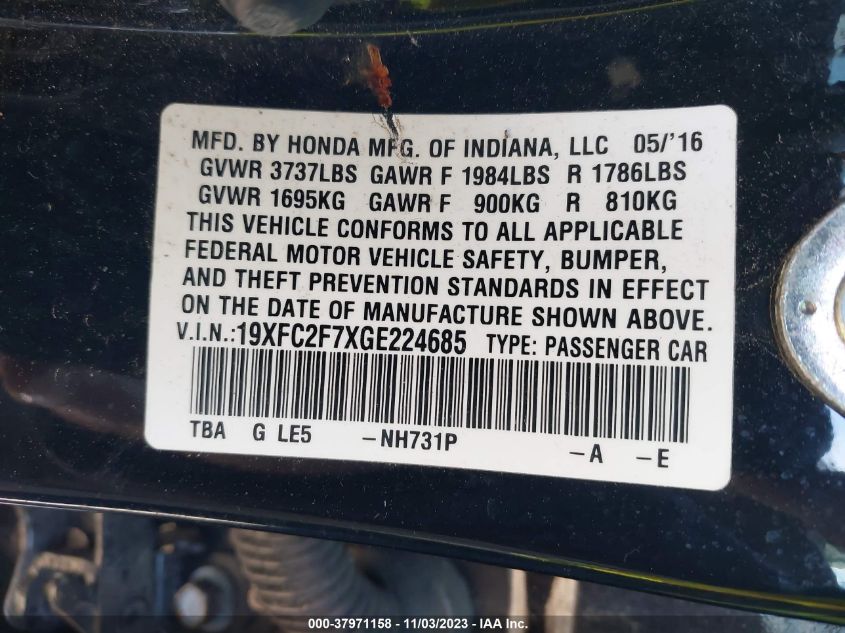 MFD. BY HONDA MFG. OF INDIANA, LLC 05/'16
GVWR 3737LBS GAWR F 1984LBS R 1786LBS
GVWR 1695KG GAWR F 900KG R 810KG
THIS VEHICLE CONFORMS TO ALL APPLICABLE
FEDERAL MOTOR VEHICLE SAFETY, BUMPER,
AND THEFT PREVENTION STANDARDS IN EFFECT
ON THE DATE OF MANUFACTURE SHOWN ABOVE.
V.I.N.:19XFC2F7XGE224685 TYPE: PASSENGER CAR
TBA G LE5 -NH731P -A -E
000-37971158 - 11/03/2023 - IAAI.com